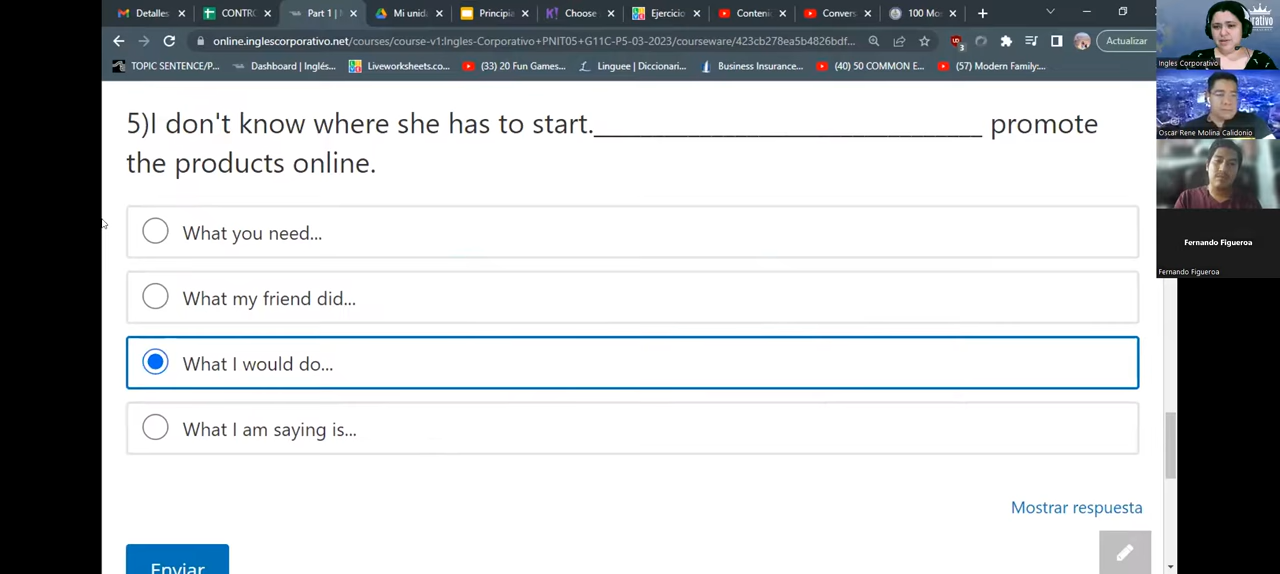 Detalles
CONTRC
Part 1 |
Mi unid
Principia
Choose
Ejercicio
Conteni
Convers
100 Mo
online.inglescorporativo.net/courses/course-v1:Ingles-Corporativo+PNIT05+G11C-P5-03-2023/courseware/423cb278ea5b4826bdf...
Actualizar
TOPIC SENTENCE/P...
Dashboard | Inglés...
Liveworksheets.co...
(33) 20 Fun Games...
Linguee | Diccionari...
Business Insurance...
(40) 50 COMMON E...
(57) Modern Family:...
5)I don't know where she has to start.______________________________ promote
the products online.
What you need...
What my friend did...
What I would do...
What I am saying is...
Mostrar respuesta
Enviar
Ingles Corporativo
Oscar Rene Molina Calidonio
Fernando Figueroa
Fernando Figueroa